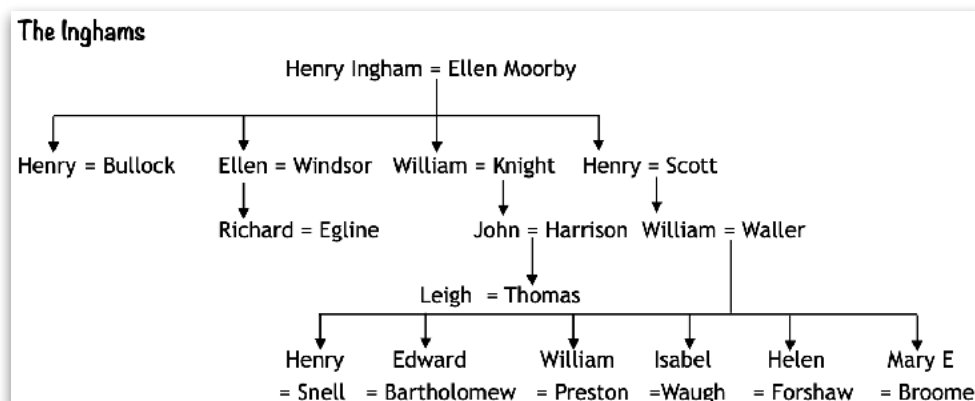 The Inghams
Henry Ingham = Ellen Moorby
Henry = Bullock Ellen = Windsor William = Knight Henry = Scott
Richard = Egline John = Harrison William = Waller
Leigh = Thomas
Henry Edward William Isabel Helen Mary E
= Snell = Bartholomew = Preston =Waugh = Forshaw = Broome